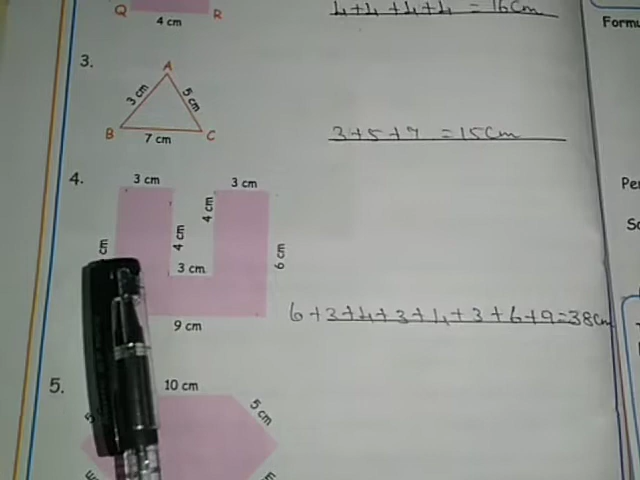 Q
R
4 cm
4+4+4+4 = 16cm
3.
A
3 cm
5 cm
B
C
7 cm
3+5+7 = 15cm
4.
3 cm
3 cm
4 cm
4 cm
cm
3 cm
6 cm
9 cm
6+3+4+3+4+3+6+9=38cm
5.
10 cm
5 cm